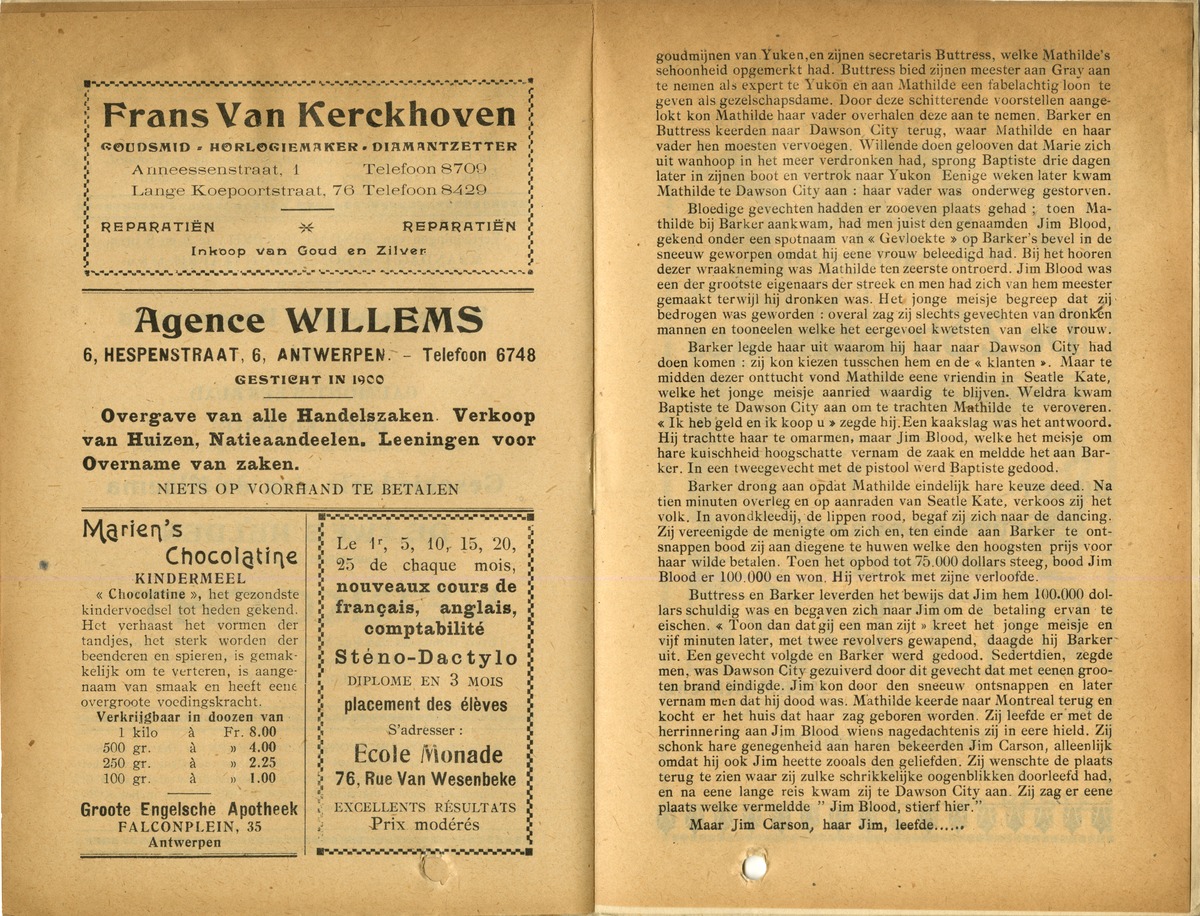 Frans Van Kerckhoven
GOUDSMID - HORLOGIEMAKER - DIAMANTZETTER
Anneessenstraat, 1 Telefoon 8709
Lange Koepoortstraat, 76 Telefoon 8429
REPARATIËN REPARATIËN
Inkoop van Goud en Zilver
Agence WILLEMS
6, HESPENSTRAAT, 6, ANTWERPEN. - Telefoon 6748
GESTICHT IN 1900
Overgave van alle Handelszaken. Verkoop
van Huizen, Natieaandeelen. Leeningen voor
Overname van zaken.
NIETS OP VOORHAND TE BETALEN
Marien's
Chocolatine
KINDERMEEL
« Chocolatine », het gezondste
kindervoedsel tot heden gekend.
Het verhaast het vormen der
tandjes, het sterk worden der
beenderen en spieren, is gemak-
kelijk om te verteren, is aange-
naam van smaak en heeft eene
overgroote voedingskracht.
Verkrijgbaar in doozen van
1 kilo à Fr. 8.00
500 gr. à » 4.00
250 gr. à » 2.25
100 gr. à » 1.00
Groote Engelsche Apotheek
FALCONPLEIN, 35
Antwerpen
Le 1r, 5, 10, 15, 20,
25 de chaque mois,
nouveaux cours de
français, anglais,
comptabilité
Sténo-Dactylo
DIPLOME EN 3 MOIS
placement des élèves
S'adresser :
Ecole Monade
76, Rue Van Wesenbeke
EXCELLENTS RÉSULTATS
Prix modérés
goudmijnen van Yuken,en zijnen secretaris Buttress, welke Mathilde's
schoonheid opgemerkt had. Buttress bied zijnen meester aan Gray aan
te nemen als expert te Yukon en aan Mathilde een fabelachtig loon te
geven als gezelschapsdame. Door deze schitterende voorstellen aange-
lokt kon Mathilde haar vader overhalen deze aan te nemen. Barker en
Buttress keerden naar Dawson City terug, waar Mathilde en haar
vader hen moesten vervoegen. Willende doen gelooven dat Marie zich
uit wanhoop in het meer verdronken had, sprong Baptiste drie dagen
later in zijnen boot en vertrok naar Yukon Eenige weken later kwam
Mathilde te Dawson City aan : haar vader was onderweg gestorven.
Bloedige gevechten hadden er zooeven plaats gehad ; toen Ma-
thilde bij Barker aankwam, had men juist den genaamden Jim Blood,
gekend onder een spotnaam van « Gevloekte » op Barker's bevel in de
sneeuw geworpen omdat hij eene vrouw beleedigd had. Bij het hooren
dezer wraakneming was Mathilde ten zeerste ontroerd. Jim Blood was
een der grootste eigenaars der streek en men had zich van hem meester
gemaakt terwijl hij dronken was. Het jonge meisje begreep dat zij
bedrogen was geworden : overal zag zij slechts gevechten van dronken
mannen en tooneelen welke het eergevoel kwetsten van elke vrouw.
Barker legde haar uit waarom hij haar naar Dawson City had
doen komen : zij kon kiezen tusschen hem en de « klanten ». Maar te
midden dezer onttucht vond Mathilde eene vriendin in Seatle Kate,
welke het jonge meisje aanried waardig te blijven. Weldra kwam
Baptiste te Dawson City aan om te trachten Mathilde te veroveren.
« Ik heb geld en ik koop u » zegde hij. Een kaakslag was het antwoord.
Hij trachtte haar te omarmen, maar Jim Blood, welke het meisje om
hare kuischheid hoogschatte vernam de zaak en meldde het aan Bar-
ker. In een tweegevecht met de pistool werd Baptiste gedood.
Barker drong aan opdat Mathilde eindelijk hare keuze deed. Na
tien minuten overleg en op aanraden van Seatle Kate, verkoos zij het
volk. In avondkleedij, de lippen rood, begaf zij zich naar de dancing.
Zij vereenigde de menigte om zich en, ten einde aan Barker te ont-
snappen bood zij aan diegene te huwen welke den hoogsten prijs voor
haar wilde betalen. Toen het opbod tot 75.000 dollars steeg, bood Jim
Blood er 100.000 en won. Hij vertrok met zijne verloofde.
Buttress en Barker leverden het bewijs dat Jim hem 100.000 dol-
lars schuldig was en begaven zich naar Jim om de betaling ervan te
eischen. « Toon dan dat gij een man zijt » kreet het jonge meisje en
vijf minuten later, met twee revolvers gewapend, daagde hij Barker
uit. Een gevecht volgde en Barker werd gedood. Sedertdien, zegde
men, was Dawson City gezuiverd door dit gevecht dat met eenen groo-
ten brand eindigde. Jim kon door den sneeuw ontsnappen en later
vernam men dat hij dood was. Mathilde keerde naar Montreal terug en
kocht er het huis dat haar zag geboren worden. Zij leefde er met de
herrinnering aan Jim Blood wiens nagedachtenis zij in eere hield. Zij
schonk hare genegenheid aan haren bekeerden Jim Carson, alleenlijk
omdat hij ook Jim heette zooals den geliefden. Zij wenschte de plaats
terug te zien waar zij zulke schrikkelijke oogenblikken doorleefd had,
en na eene lange reis kwam zij te Dawson City aan. Zij zag er eene
plaats welke vermeldde " Jim Blood, stierf hier."
Maar Jim Carson, haar Jim, leefde......